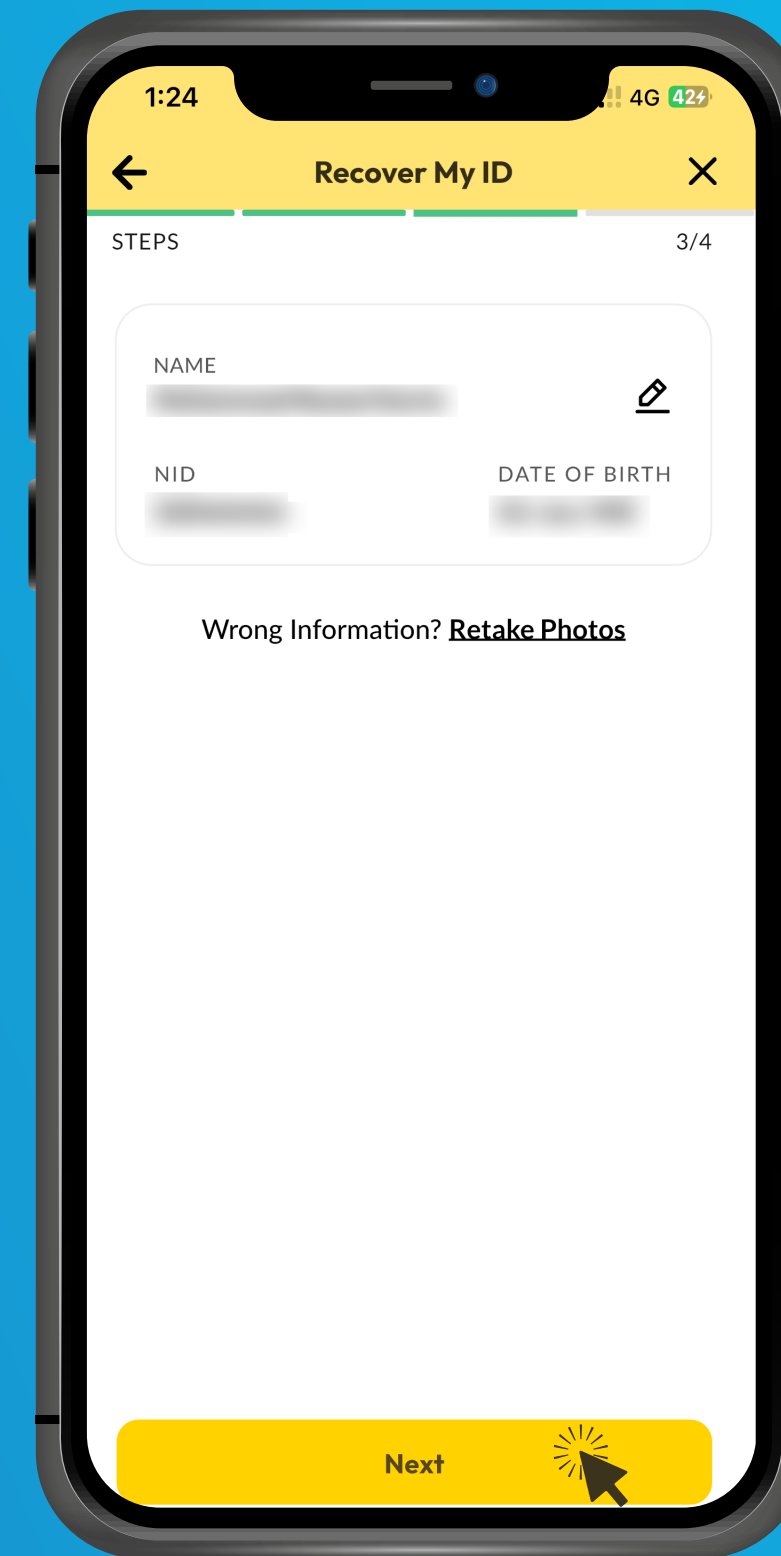 1:24
4G 42
Recover My ID
STEPS 3/4
NAME
NID DATE OF BIRTH
Wrong Information? Retake Photos
Next